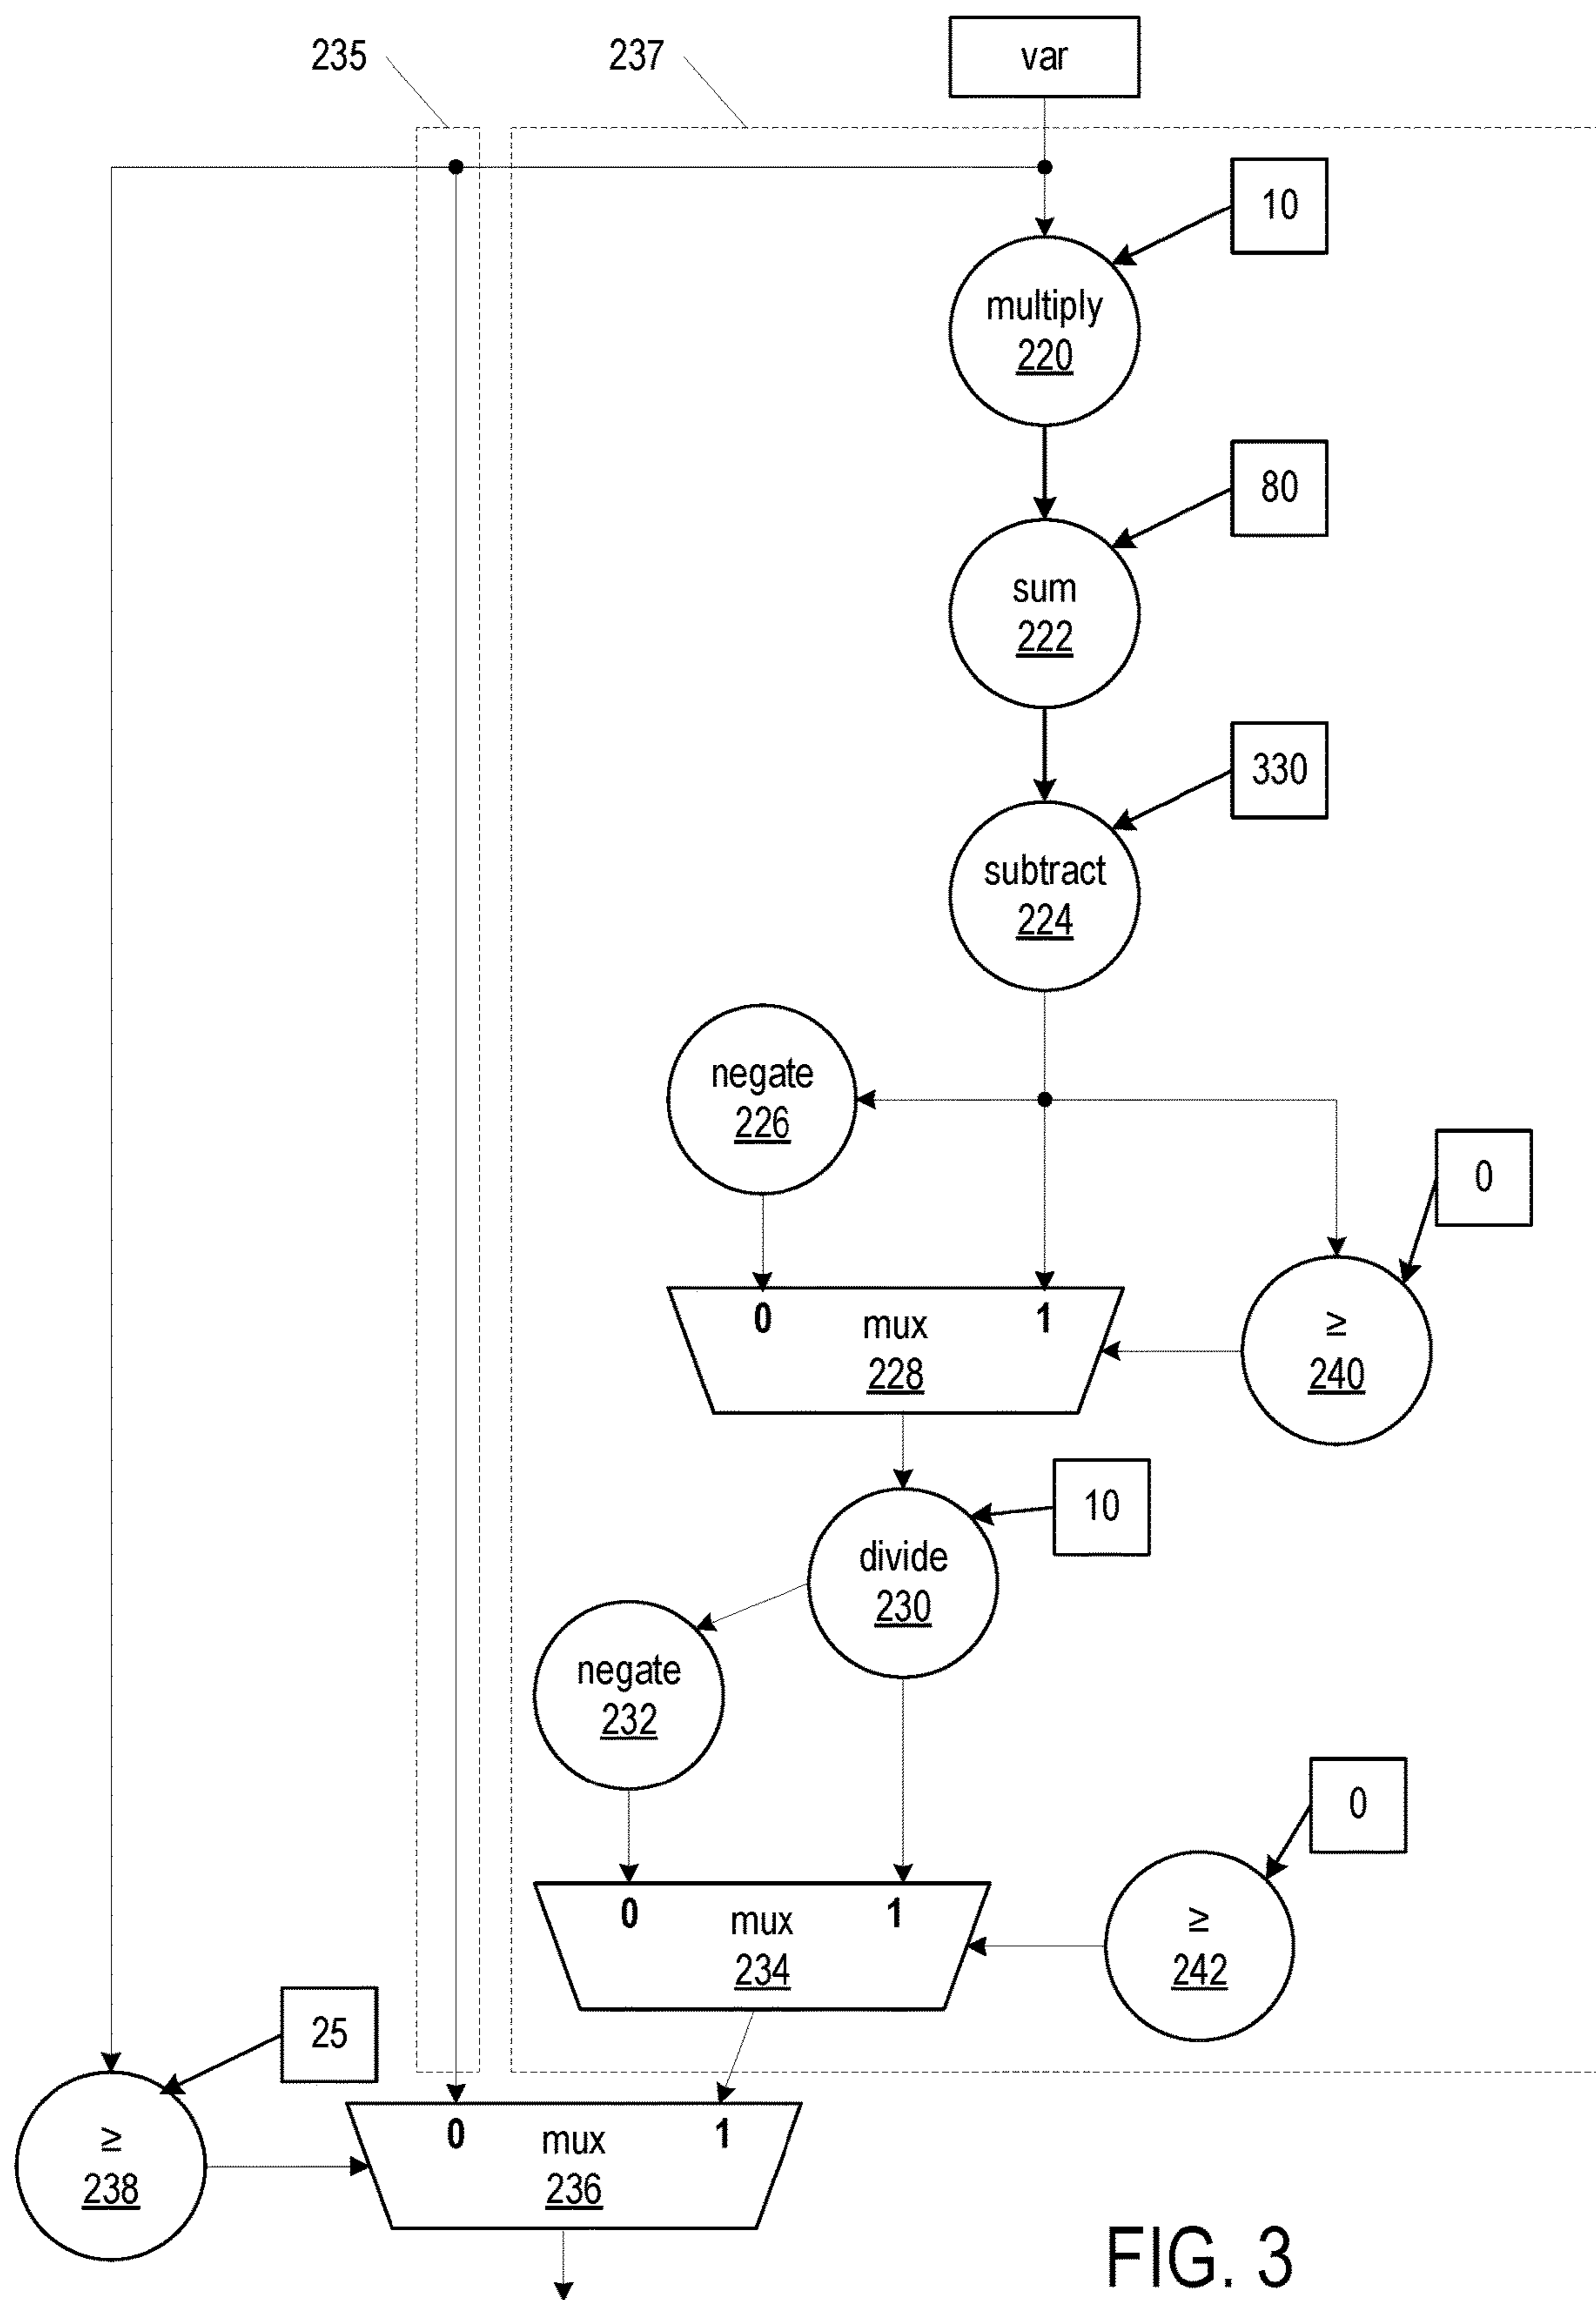 235
237
var
10
multiply
220
80
sum
222
330
subtract
224
negate
226
0
0
mux
1
228
≥
240
10
divide
230
negate
232
0
0
mux
1
234
≥
242
25
≥
238
0
mux
1
236
FIG. 3